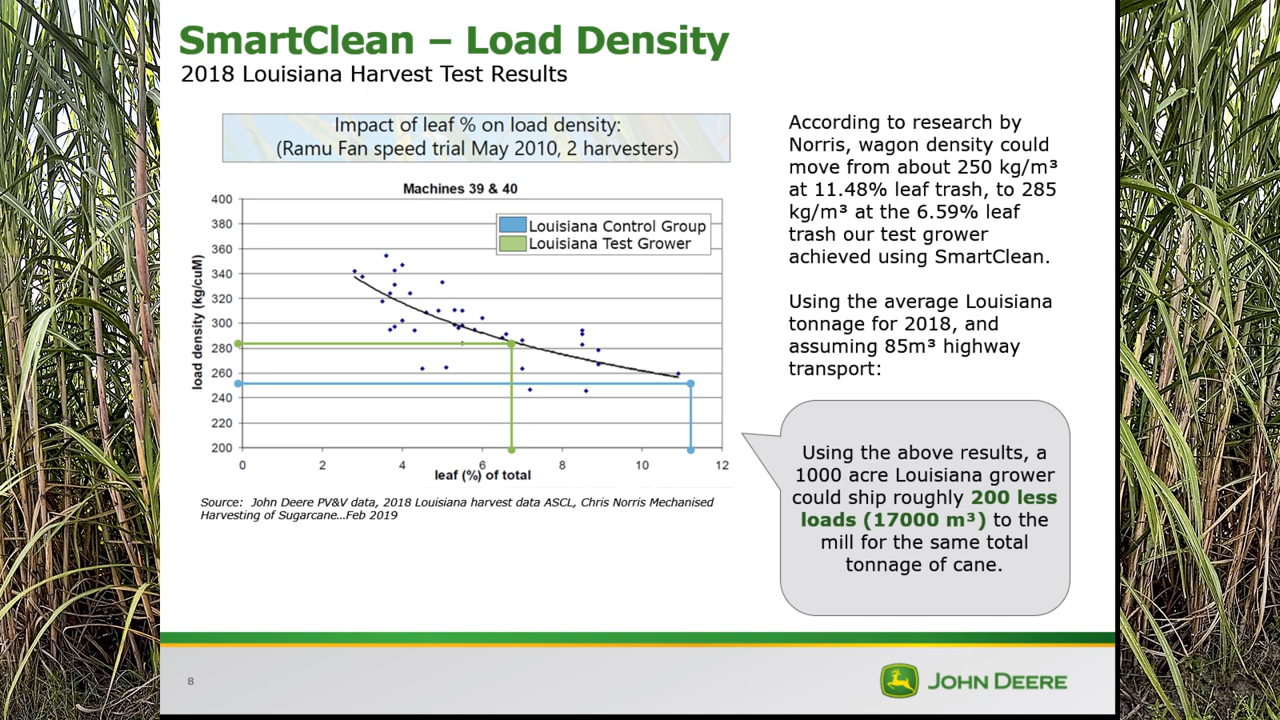 SmartClean – Load Density
2018 Louisiana Harvest Test Results
Impact of leaf % on load density:
(Ramu Fan speed trial May 2010, 2 harvesters)
Machines 39 & 40
Louisiana Control Group
Louisiana Test Grower
load density (kg/cuM)
400
380
360
340
320
300
280
260
240
220
200
0 2 4 6 8 10 12
leaf (%) of total
Source: John Deere PV&V data, 2018 Louisiana harvest data ASCL, Chris Norris Mechanised
Harvesting of Sugarcane…Feb 2019
According to research by
Norris, wagon density could
move from about 250 kg/m³
at 11.48% leaf trash, to 285
kg/m³ at the 6.59% leaf
trash our test grower
achieved using SmartClean.
Using the average Louisiana
tonnage for 2018, and
assuming 85m³ highway
transport:
Using the above results, a
1000 acre Louisiana grower
could ship roughly 200 less
loads (17000 m³) to the
mill for the same total
tonnage of cane.
8
JOHN DEERE